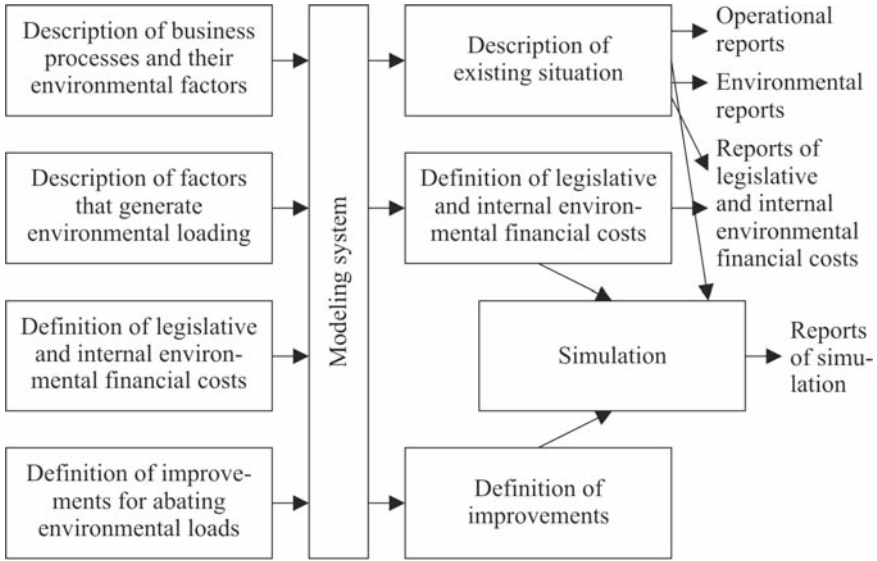 Description of business
processes and their
environmental factors
Description of factors
that generate
environmental loading
Definition of legislative
and internal environ-
mental financial costs
Definition of improve-
ments for abating
environmental loads
Modeling system
Description of
existing situation
Definition of legislative
and internal environ-
mental financial costs
Simulation
Definition of
improvements
Operational
reports
Environmental
reports
Reports of
legislative
and internal
environmental
financial costs
Reports
of simu-
lation